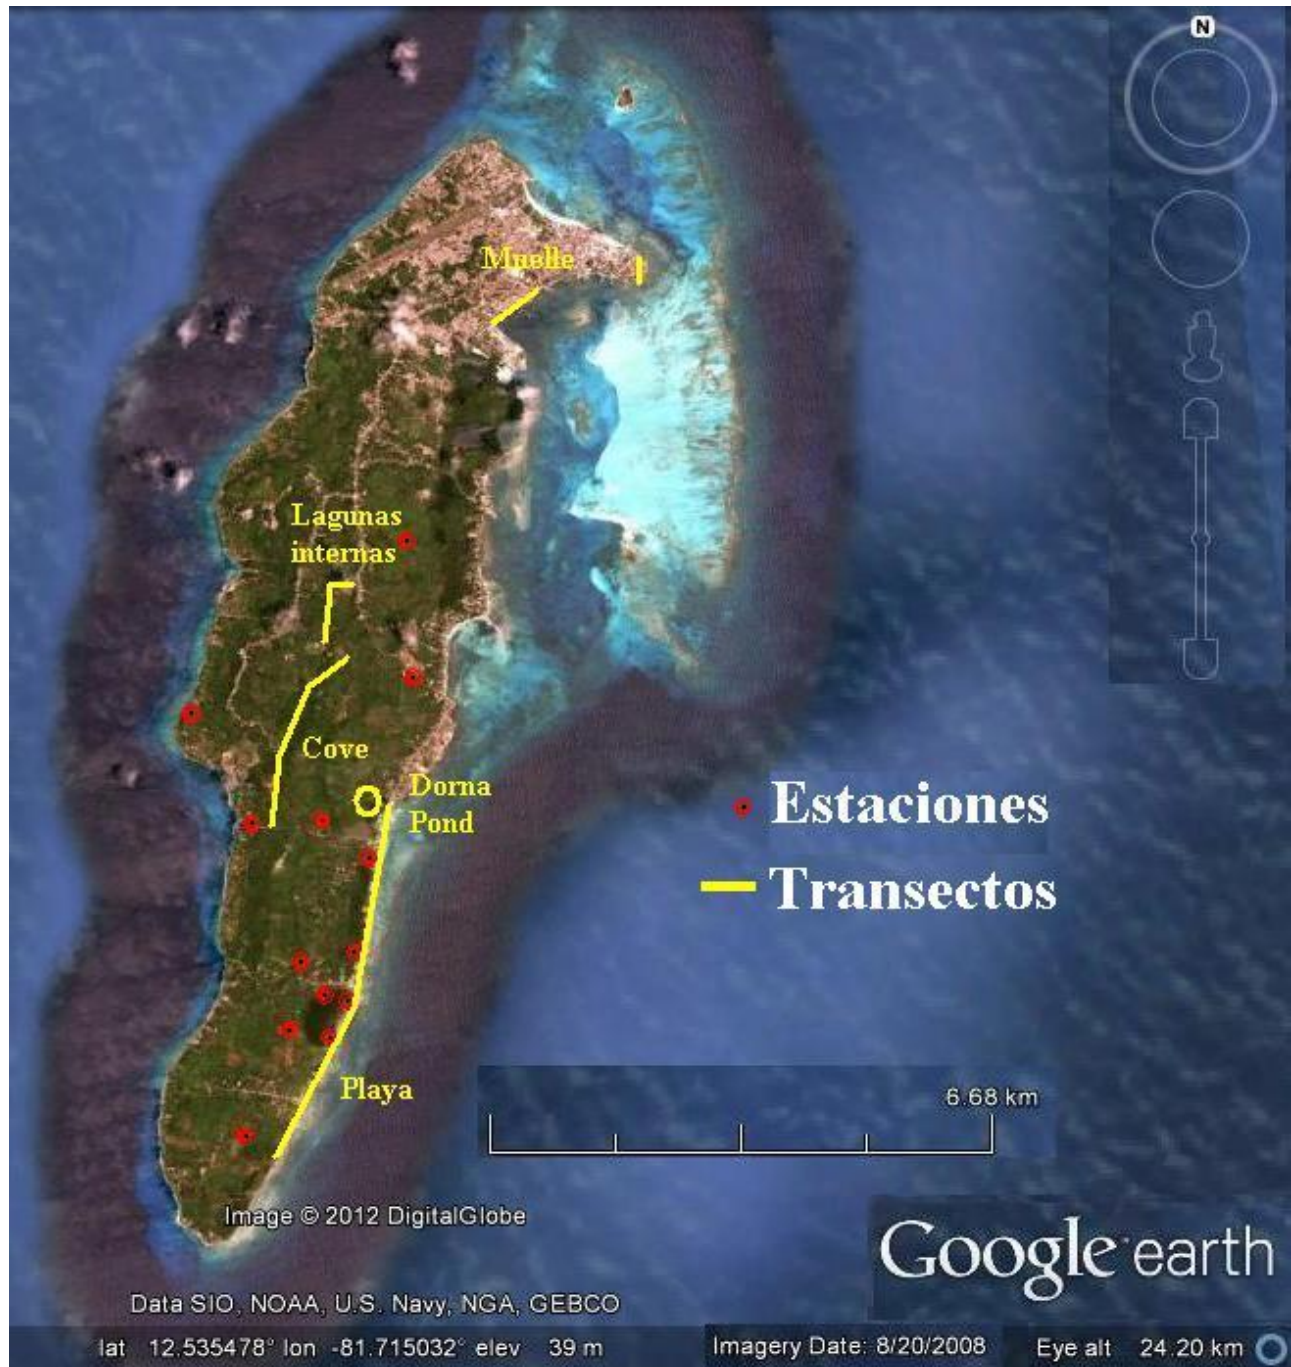 N
Muelle
Lagunas
internas
Cove
Dorna
Pond
Estaciones
Transectos
Playa
6.68 km
Image © 2012 DigitalGlobe
Google earth
Data SIO, NOAA, U.S. Navy, NGA, GEBCO
lat 12.535478° lon -81.715032° elev 39 m
Imagery Date: 8/20/2008
Eye alt 24.20 km